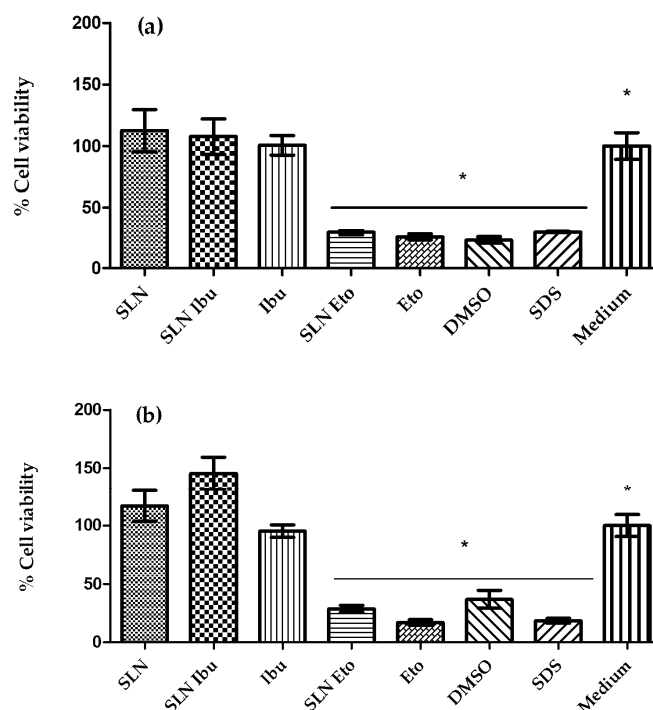 (a)
200
150
100
50
0
% Cell viability
*
*
SLN
SLN Ibu
Ibu
SLN Eto
Eto
DMSO
SDS
Medium
(b)
200
150
100
50
0
% Cell viability
*
*
SLN
SLN Ibu
Ibu
SLN Eto
Eto
DMSO
SDS
Medium